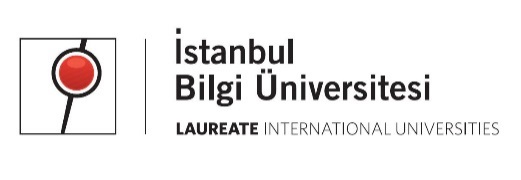 İstanbul
Bilgi Üniversitesi
LAUREATE INTERNATIONAL UNIVERSITIES